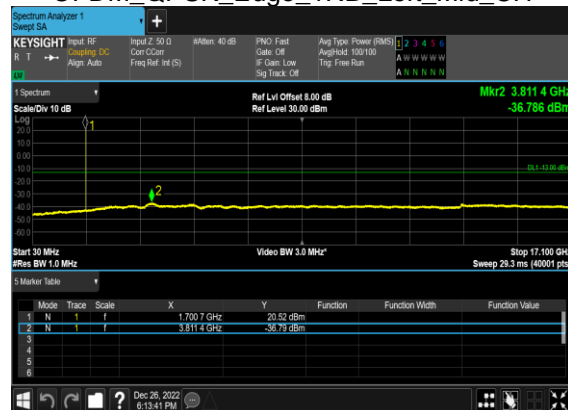 Spectrum Analyzer 1
Swept SA
+
KEYSIGHT
R T
LW
Input: RF
Coupling: DC
Align: Auto
Input Z: 50 Ω
Corr CCorr
Freq Ref: Int (S)
#Atten: 40 dB
PNO: Fast
Gate: Off
IF Gain: Low
Sig Track: Off
Avg Type: Power (RMS)
Avg|Hold: 100/100
Trig: Free Run
1 2 3 4 5 6
A W W W W W
A N N N N N
1 Spectrum
Scale/Div 10 dB
Ref Lvl Offset 8.00 dB
Ref Level 30.00 dBm
Mkr2 3.811 4 GHz
-36.786 dBm
Log
20.0
10.0
0.00
-10.0
-20.0
-30.0
-40.0
-50.0
-60.0
1
2
DL1 -13.00 dBm
Start 30 MHz
#Res BW 1.0 MHz
Video BW 3.0 MHz*
Stop 17.100 GHz
Sweep 29.3 ms (40001 pts)
5 Marker Table
Mode Trace Scale X Y Function Function Width Function Value
1 N 1 f 1.700 7 GHz 20.52 dBm
2 N 1 f 3.811 4 GHz -36.79 dBm
3
4
5
6
?
Dec 26, 2022
6:13:41 PM